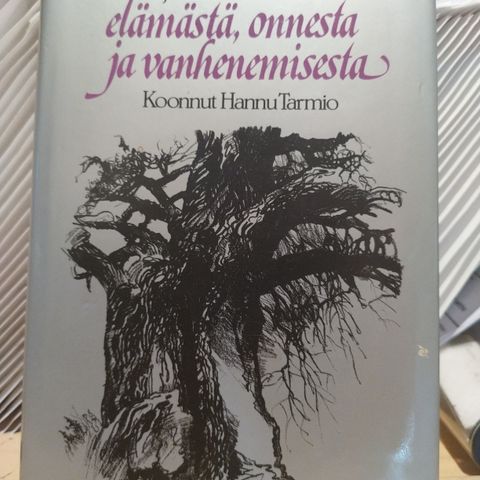 elämästä, onnesta
ja vanhenemisesta
Koonnut Hannu Tarmio